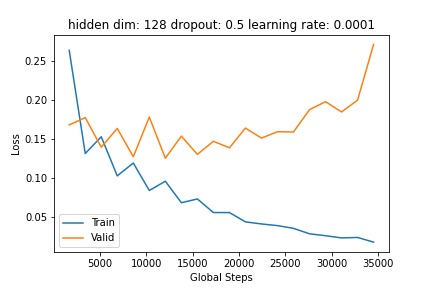 hidden dim: 128 dropout: 0.5 learning rate: 0.0001
0.25
0.20
0.15
0.10
0.05
Loss
Train
Valid
5000 10000 15000 20000 25000 30000 35000
Global Steps